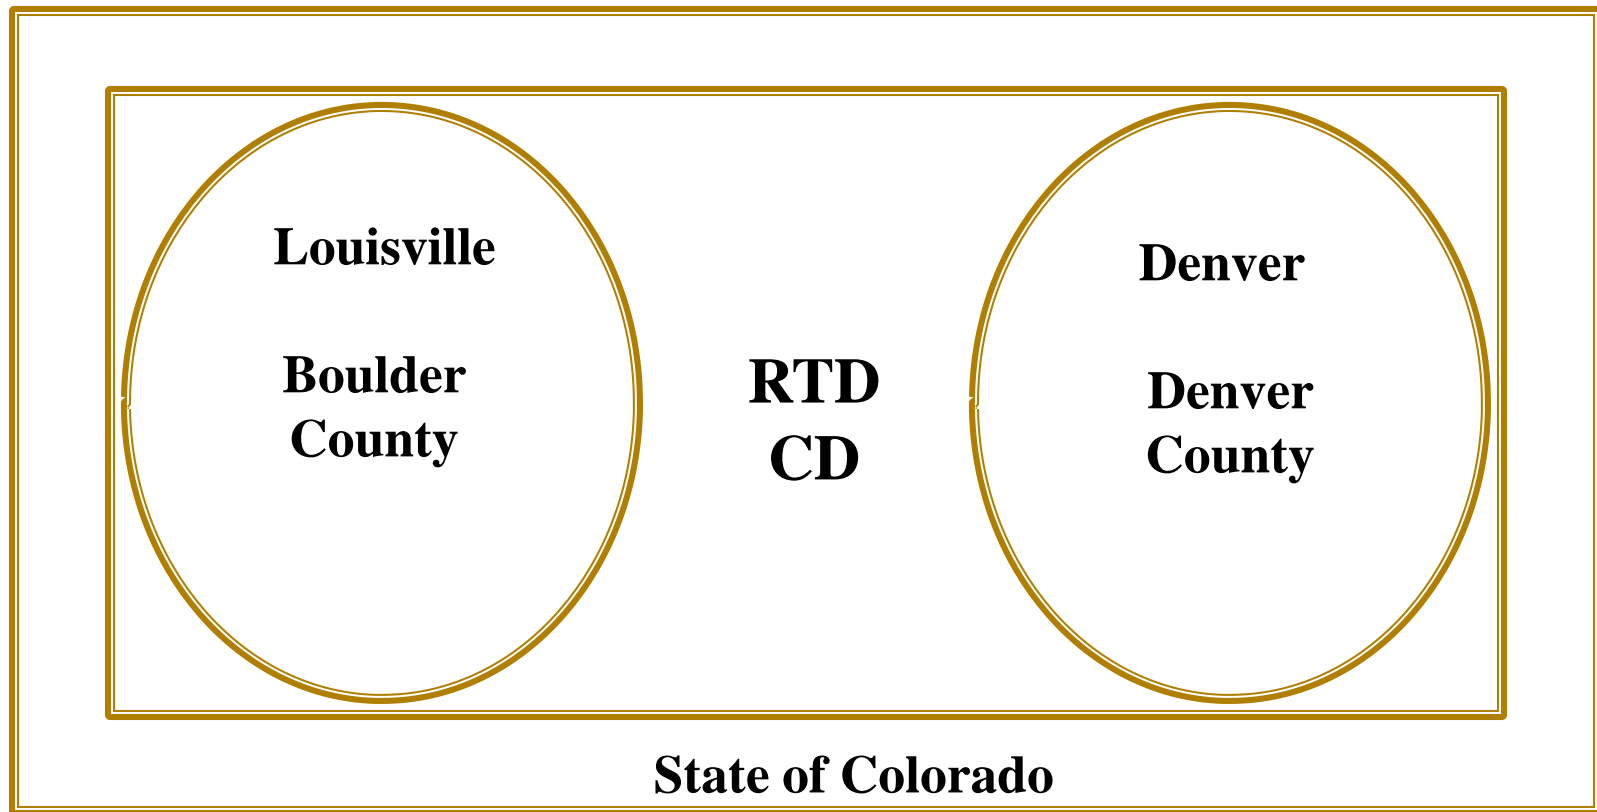 Louisville
Boulder
County
RTD
CD
Denver
Denver
County
State of Colorado